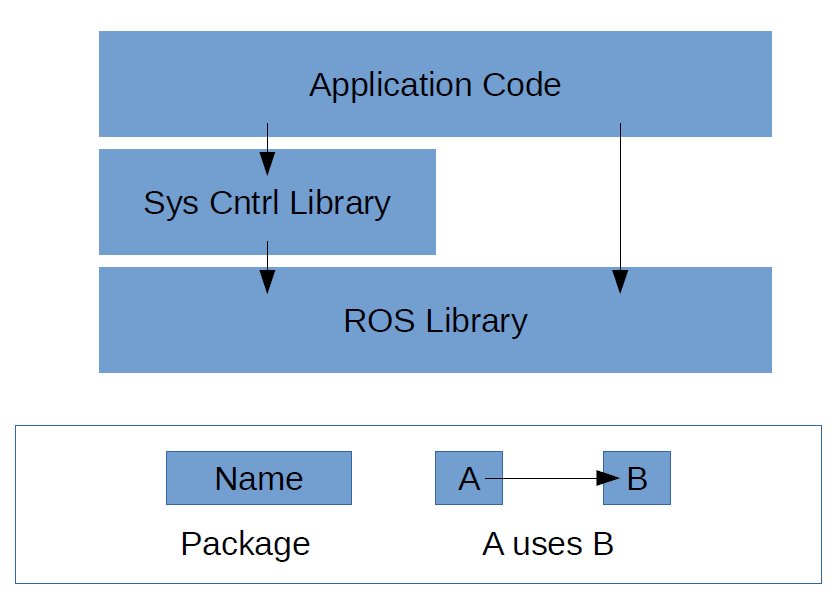 Application Code
Sys Cntrl Library
ROS Library
Name
A
B
Package
A uses B